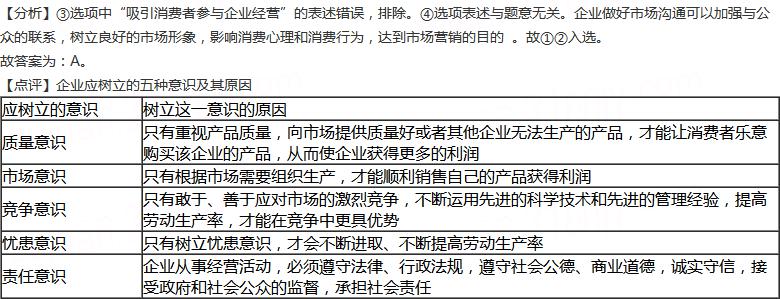 【分析】③选项中“吸引消费者参与企业经营”的表述错误，排除。④选项表述与题意无关。企业做好市场沟通可以加强与公
众的联系，树立良好的市场形象，影响消费心理和消费行为，达到市场营销的目的 。故①②入选。
故答案为：A。
【点评】企业应树立的五种意识及其原因
应树立的意识 树立这一意识的原因
质量意识 只有重视产品质量，向市场提供质量好或者其他企业无法生产的产品，才能让消费者乐意
购买该企业的产品，从而使企业获得更多的利润
市场意识 只有根据市场需要组织生产，才能顺利销售自己的产品获得利润
竞争意识 只有敢于、善于应对市场的激烈竞争，不断运用先进的科学技术和先进的管理经验，提高
劳动生产率，才能在竞争中更具优势
忧患意识 只有树立忧患意识，才会不断进取、不断提高劳动生产率
责任意识 企业从事经营活动，必须遵守法律、行政法规，遵守社会公德、商业道德，诚实守信，接
受政府和社会公众的监督，承担社会责任